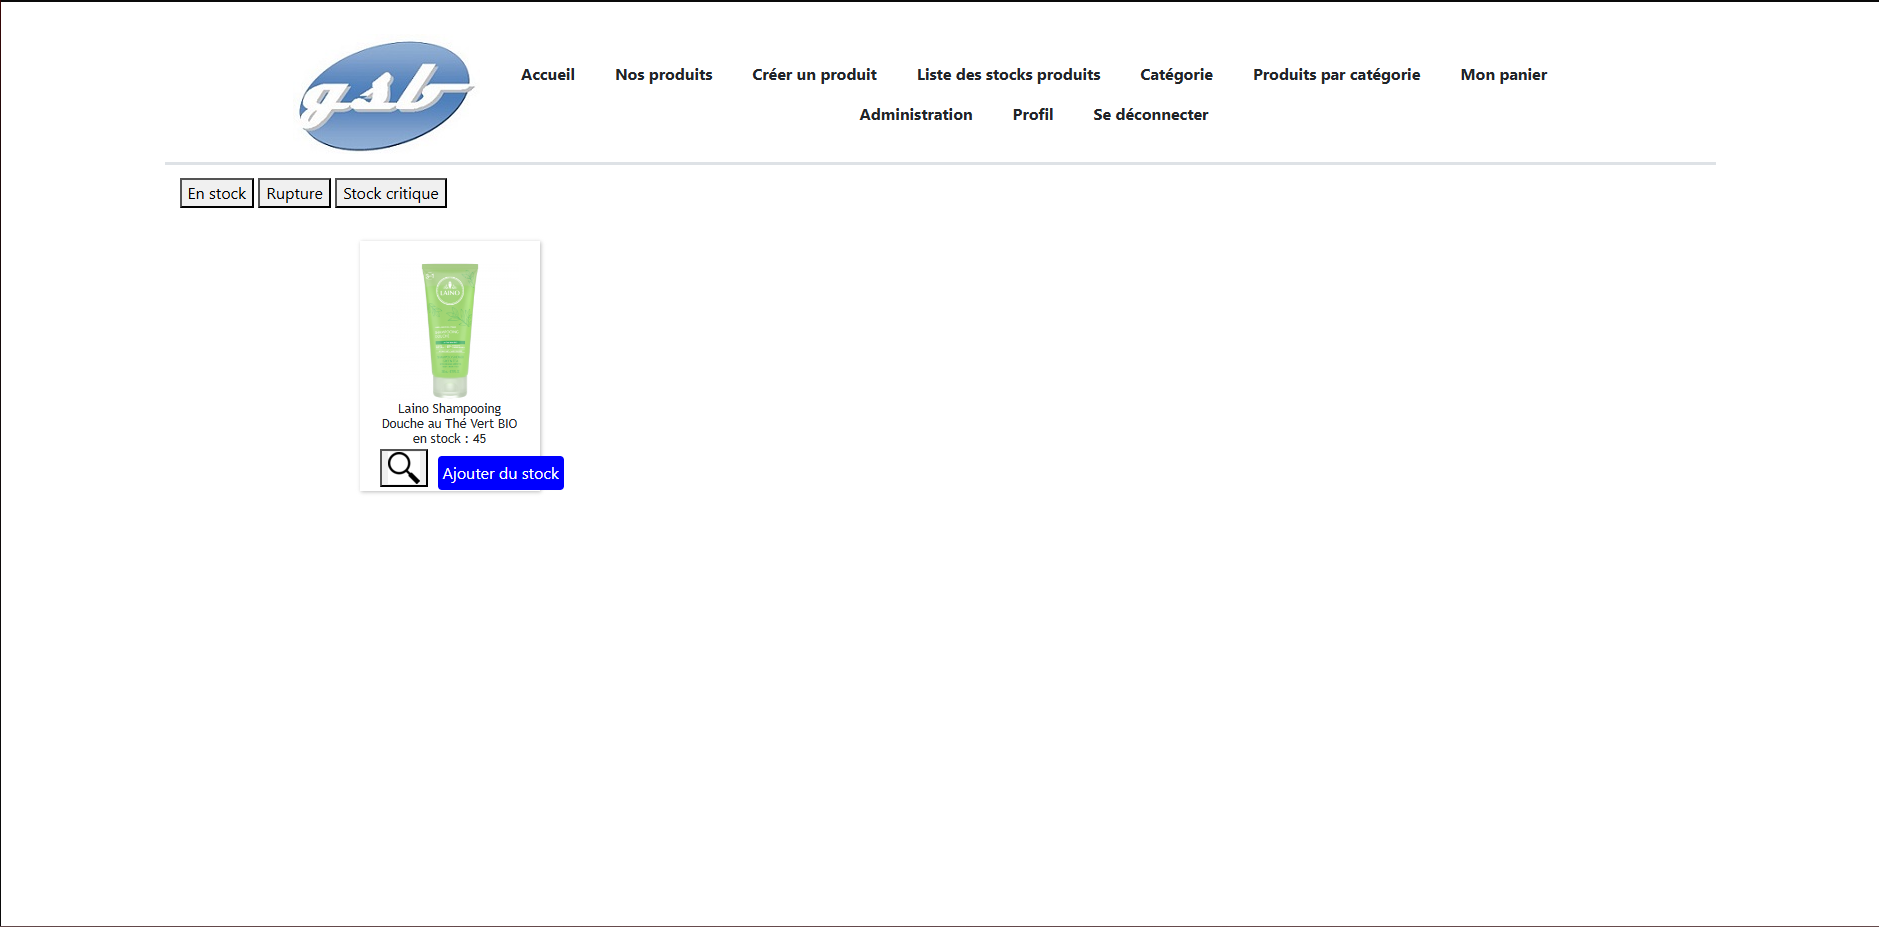 gsb
Accueil Nos produits Créer un produit Liste des stocks produits Catégorie Produits par catégorie Mon panier
Administration Profil Se déconnecter
En stock Rupture Stock critique
LAINO
Laino Shampooing
Douche au Thé Vert BIO
en stock : 45
Ajouter du stock